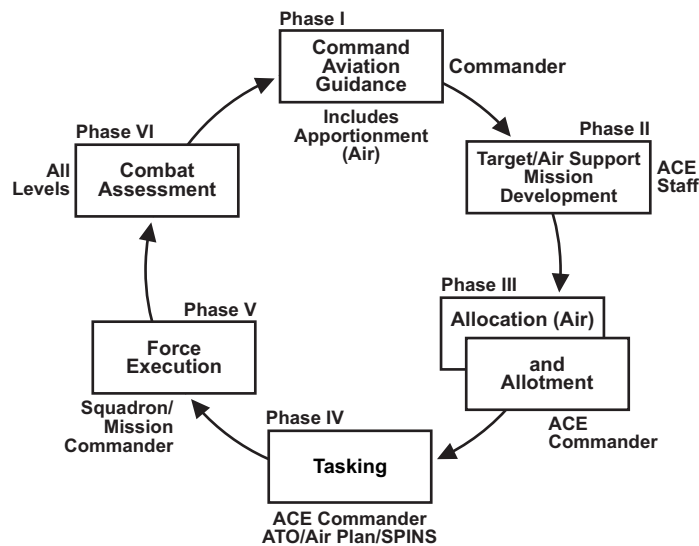 Phase I
Command
Aviation
Guidance
Commander
Includes
Apportionment
(Air)
Phase II
Target/Air Support
Mission
Development
ACE
Staff
Phase III
Allocation (Air)
and
Allotment
ACE
Commander
Phase IV
Tasking
ACE Commander
ATO/Air Plan/SPINS
Phase V
Force
Execution
Squadron/
Mission
Commander
Phase VI
Combat
Assessment
All
Levels